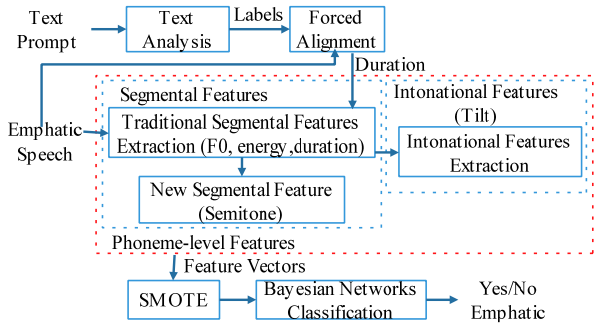 Text
Prompt
Text
Analysis
Labels
Forced
Alignment
Duration
Segmental Features
Intonational Features
(Tilt)
Emphatic
Speech
Traditional Segmental Features
Extraction (F0, energy,duration)
Intonational Features
Extraction
New Segmental Feature
(Semitone)
Phoneme-level Features
Feature Vectors
SMOTE
Bayesian Networks
Classification
Yes/No
Emphatic